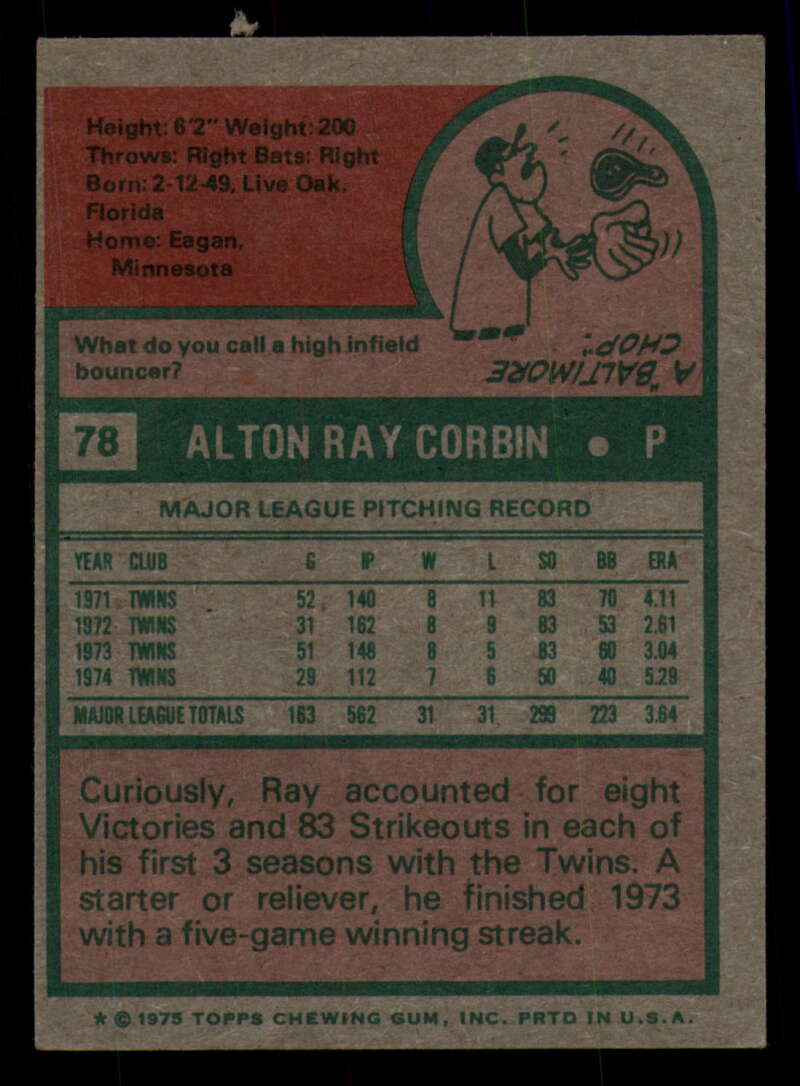 Height: 6'2" Weight: 200
Throws: Right Bats: Right
Born: 2-12-49, Live Oak,
Florida
Home: Eagan,
Minnesota
What do you call a high infield
bouncer?
A "BALTIMORE
CHOP."
78 ALTON RAY CORBIN • P
MAJOR LEAGUE PITCHING RECORD
YEAR CLUB G IP W L SO BB ERA
1971 TWINS 52 140 8 11 83 70 4.11
1972 TWINS 31 162 8 9 83 53 2.61
1973 TWINS 51 148 8 5 83 60 3.04
1974 TWINS 29 112 7 6 50 40 5.29
MAJOR LEAGUE TOTALS 163 562 31 31 299 223 3.64
Curiously, Ray accounted for eight
Victories and 83 Strikeouts in each of
his first 3 seasons with the Twins. A
starter or reliever, he finished 1973
with a five-game winning streak.
* © 1975 TOPPS CHEWING GUM, INC. PRTD IN U.S.A.